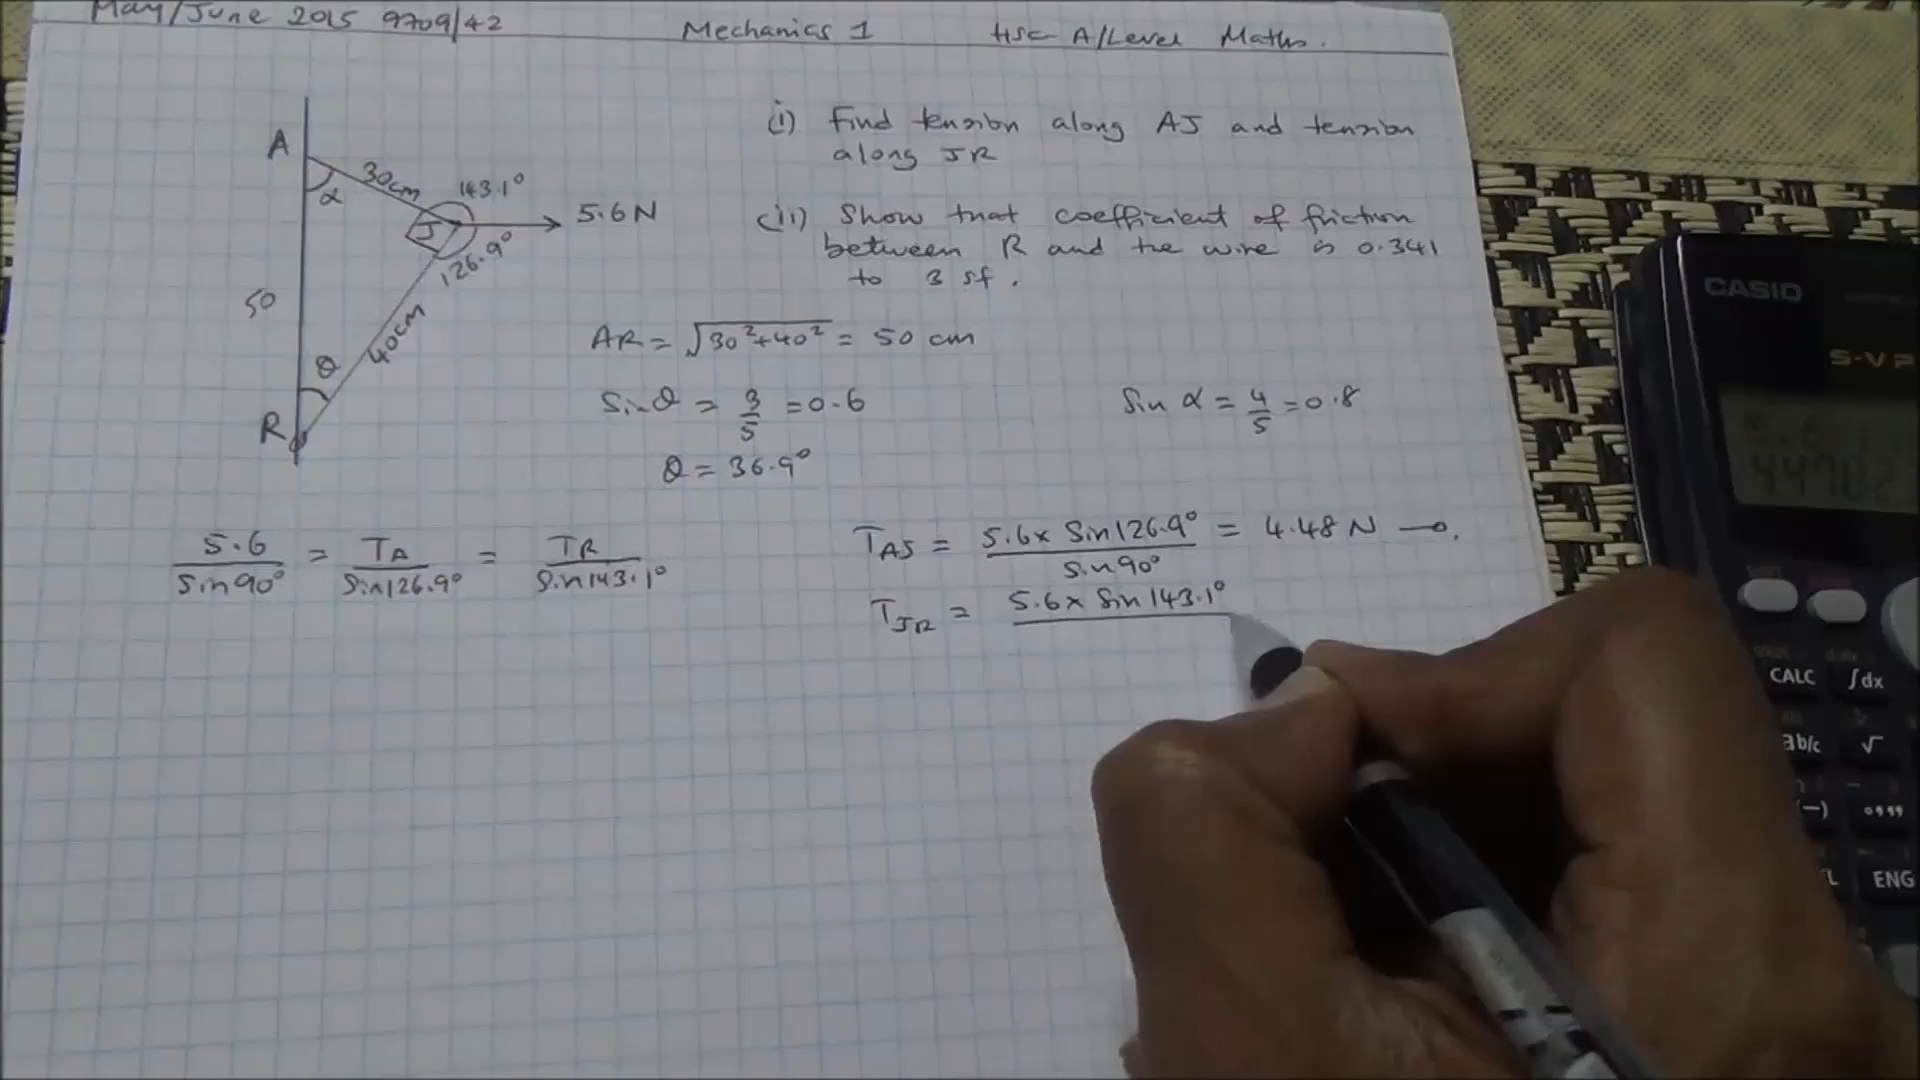 May/June 2015 9709/42 Mechanics 1 HSC A/Level Maths.
A
30cm
α
143.1°
5.6N
J
126.9°
50
40cm
θ
R
(i) Find tension along AJ and tension
along JR
(ii) Show that coefficient of friction
between R and the wire is 0.341
to 3 sf.
AR = √30²+40² = 50 cm
Sinθ = 3/5 = 0.6
Sin α = 4/5 = 0.8
θ = 36.9°
5.6/Sin90° = TA/Sin126.9° = TR/Sin143.1°
TAJ = 5.6 x Sin126.9°/Sin90° = 4.48 N
TJR = 5.6 x Sin 143.1°
CASIO
S-VP
CALC ∫dx
ab/c √
(-) °’’’
ENG